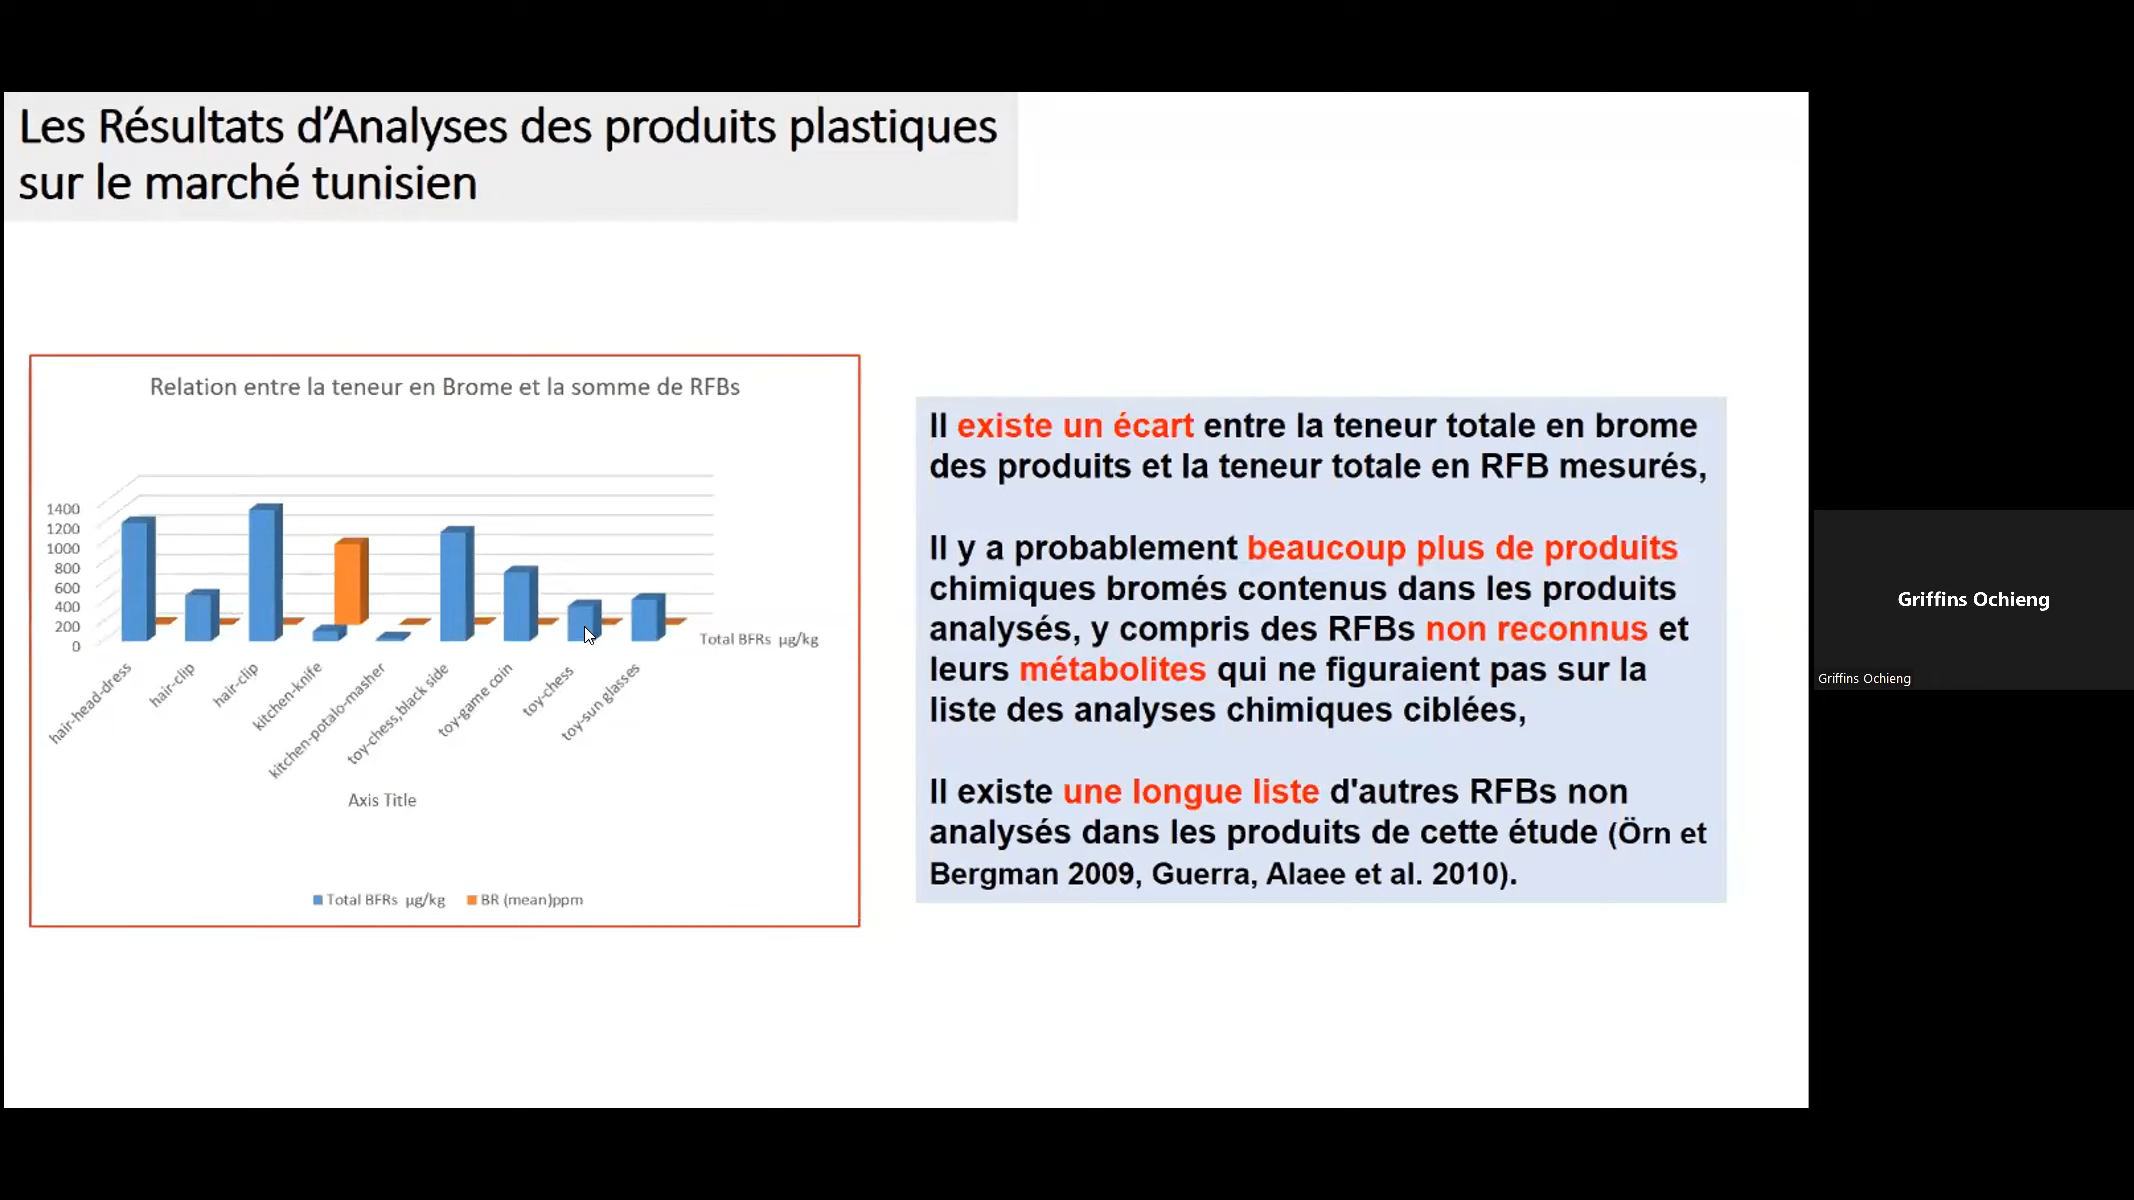 Les Résultats d’Analyses des produits plastiques
sur le marché tunisien
Relation entre la teneur en Brome et la somme de RFBs
1400
1200
1000
800
600
400
200
0
Total BFRs µg/kg
hair-head-dress
hair-clip
hair-clip
kitchen-knife
kitchen-potalo-masher
toy-chess,black side
toy-game coin
toy-chess
toy-sun glasses
Axis Title
Total BFRs µg/kg
BR (mean)ppm
Il existe un écart entre la teneur totale en brome
des produits et la teneur totale en RFB mesurés,
Il y a probablement beaucoup plus de produits
chimiques bromés contenus dans les produits
analysés, y compris des RFBs non reconnus et
leurs métabolites qui ne figuraient pas sur la
liste des analyses chimiques ciblées,
Il existe une longue liste d'autres RFBs non
analysés dans les produits de cette étude (Örn et
Bergman 2009, Guerra, Alaee et al. 2010).
Griffins Ochieng
Griffins Ochieng